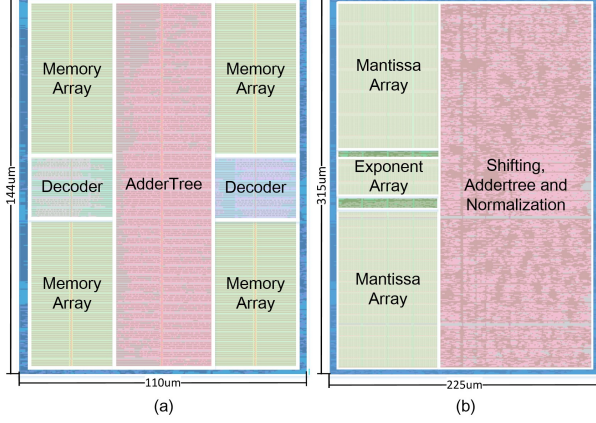 Memory
Array
Memory
Array
Decoder
AdderTree
Decoder
Memory
Array
Memory
Array
144um
110um
(a)
Mantissa
Array
Exponent
Array
Shifting,
Addertree and
Normalization
Mantissa
Array
315um
225um
(b)